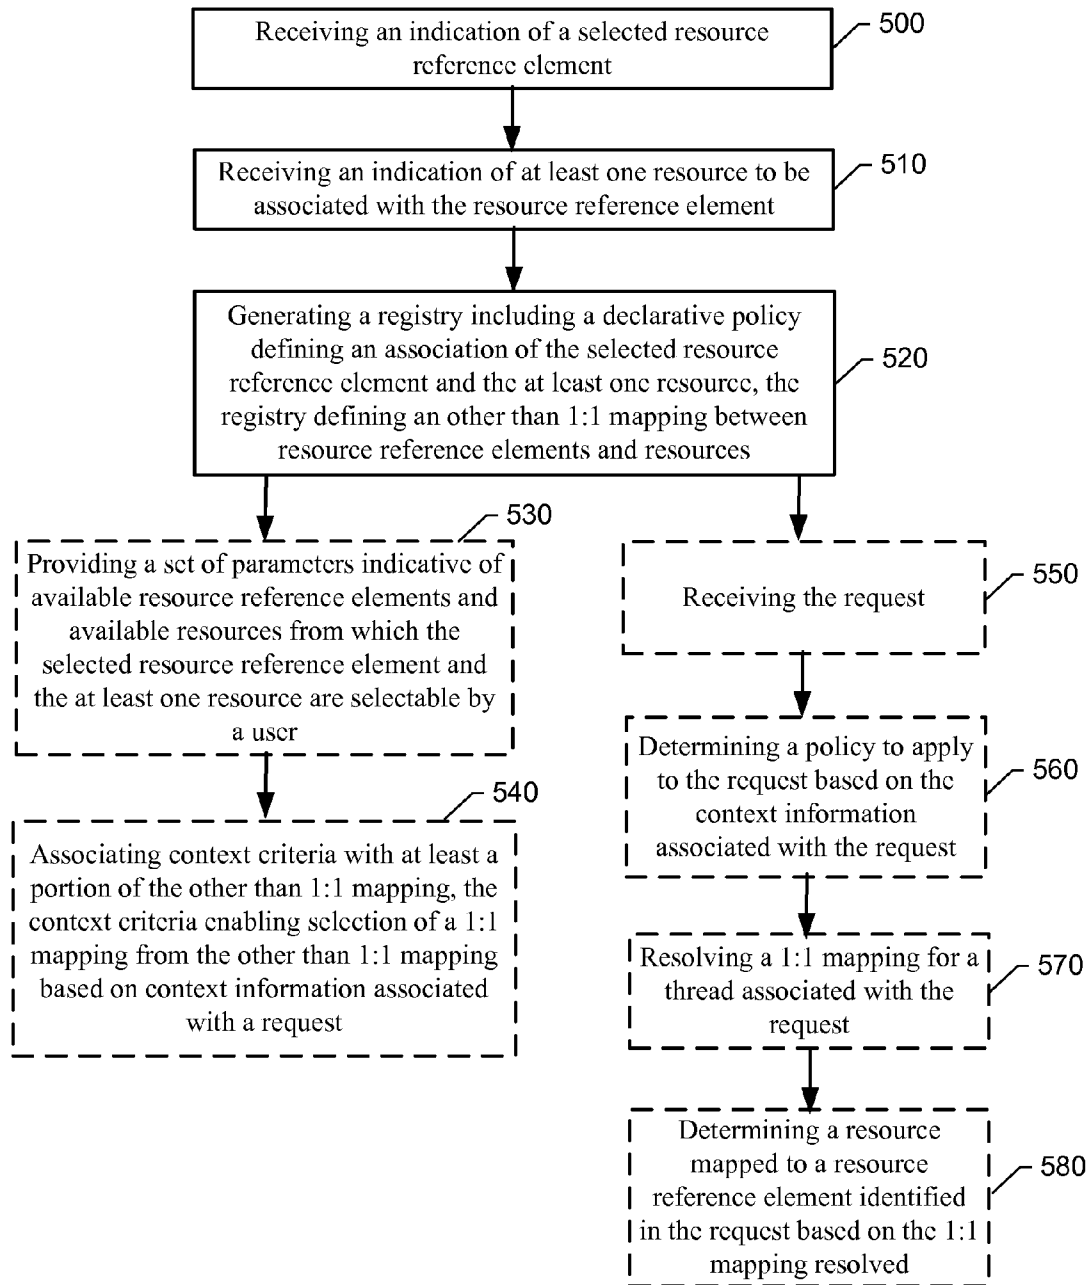 Receiving an indication of a selected resource
reference element
500
Receiving an indication of at least one resource to be
associated with the resource reference element
510
Generating a registry including a declarative policy
defining an association of the selected resource
reference element and the at least one resource, the
registry defining an other than 1:1 mapping between
resource reference elements and resources
520
530
Providing a set of parameters indicative of
available resource reference elements and
available resources from which the
selected resource reference element and
the at least one resource are selectable by
a user
540
Associating context criteria with at least a
portion of the other than 1:1 mapping, the
context criteria enabling selection of a 1:1
mapping from the other than 1:1 mapping
based on context information associated
with a request
Receiving the request
550
Determining a policy to apply
to the request based on the
context information
associated with the request
560
Resolving a 1:1 mapping for a
thread associated with the
request
570
Determining a resource
mapped to a resource
reference element identified
in the request based on the 1:1
mapping resolved
580